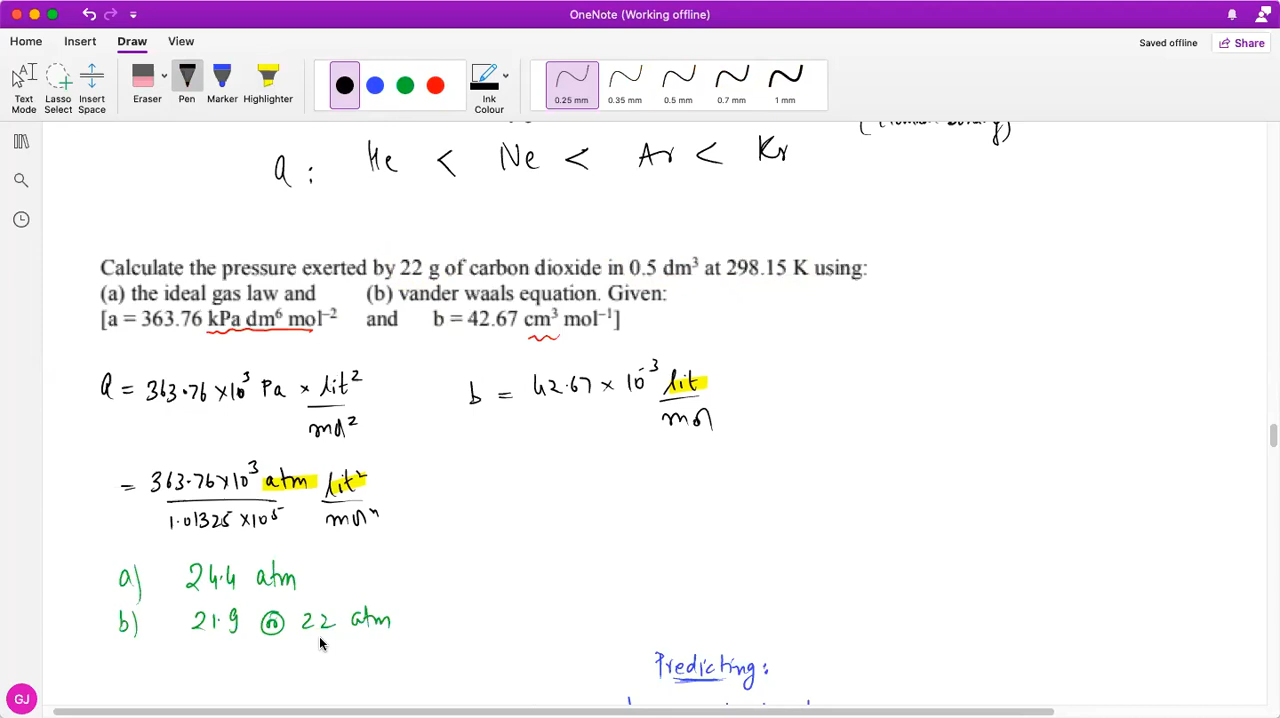 OneNote (Working offline)
Home Insert Draw View
Saved offline Share
Text Mode
Lasso Select
Insert Space
Eraser
Pen
Marker
Highlighter
Ink Colour
0.25 mm 0.35 mm 0.5 mm 0.7 mm 1 mm
a : He < Ne < Ar < Kr
Calculate the pressure exerted by 22 g of carbon dioxide in 0.5 dm³ at 298.15 K using:
(a) the ideal gas law and (b) vander waals equation. Given:
[a = 363.76 kPa dm⁶ mol⁻² and b = 42.67 cm³ mol⁻¹]
a = 363.76 × 10³ Pa × lit²/mol² b = 42.67 × 10⁻³ lit/mol
= 363.76 × 10³/1.01325 × 10⁵ atm lit²/mol²
a) 24.4 atm
b) 21.9 or 22 atm
Predicting:
GJ